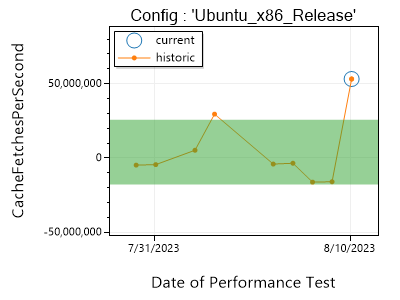 Config : 'Ubuntu_x86_Release'
current
historic
CacheFetchesPerSecond
50,000,000
0
-50,000,000
7/31/2023
8/10/2023
Date of Performance Test